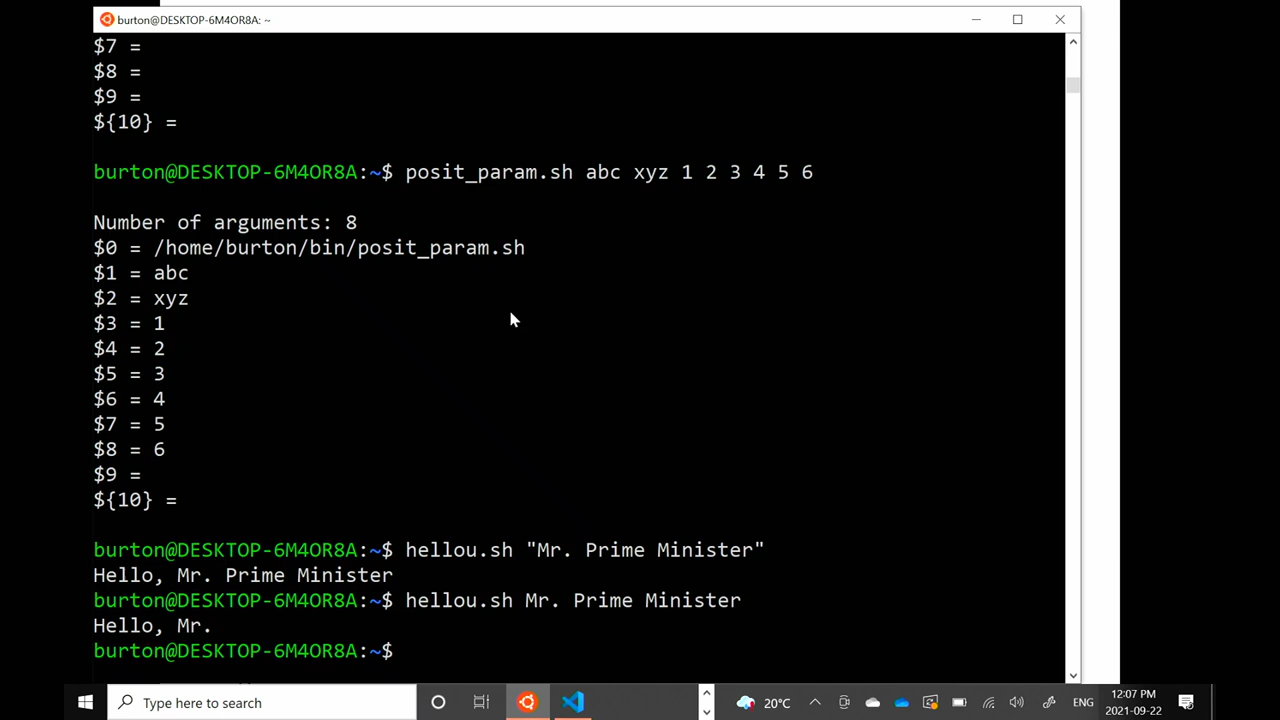 burton@DESKTOP-6M4OR8A: ~
$7 =
$8 =
$9 =
${10} =
burton@DESKTOP-6M4OR8A:~$ posit_param.sh abc xyz 1 2 3 4 5 6
Number of arguments: 8
$0 = /home/burton/bin/posit_param.sh
$1 = abc
$2 = xyz
$3 = 1
$4 = 2
$5 = 3
$6 = 4
$7 = 5
$8 = 6
$9 =
${10} =
burton@DESKTOP-6M4OR8A:~$ hellou.sh "Mr. Prime Minister"
Hello, Mr. Prime Minister
burton@DESKTOP-6M4OR8A:~$ hellou.sh Mr. Prime Minister
Hello, Mr.
burton@DESKTOP-6M4OR8A:~$
Type here to search
20°C
ENG
12:07 PM
2021-09-22